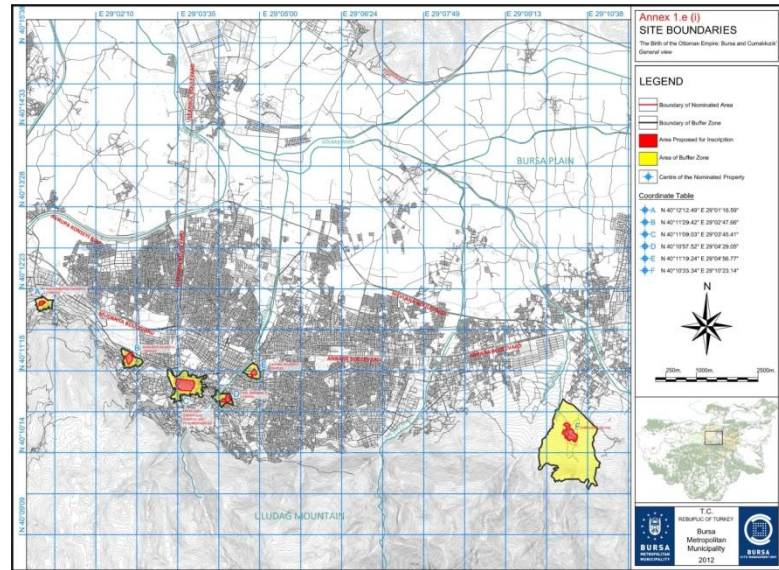 E 29°02'10"
E 29°03'35"
E 29°05'00"
E 29°06'24"
E 29°07'49"
E 29°09'13"
E 29°10'38"
N 40°15'38"
N 40°14'33"
N 40°13'28"
N 40°12'23"
N 40°11'18"
N 40°10'14"
N 40°09'09"
BURSA PLAIN
ANKARA BOULEVARD
A
B
D
F
ULUDAG MOUNTAIN
Annex 1.e (i)
SITE BOUNDARIES
'The Birth of the Ottoman Empire: Bursa and Cumalıkızık'
General view
LEGEND
Boundary of Nominated Area
Boundary of Buffer Zone
Area Proposed for Inscription
Area of Buffer Zone
Centre of the Nominated Property
Coordinate Table
A N 40°12'12.49" E 29°01'16.59"
B N 40°11'29.42" E 29°02'47.66"
C N 40°11'09.03" E 29°03'45.41"
D N 40°10'57.52" E 29°04'29.05"
E N 40°11'19.24" E 29°04'56.77"
F N 40°10'33.34" E 29°10'23.14"
N
250m.
1000m.
2500m.
T.C.
REBUPLIC OF TURKEY
Bursa
Metropolitan
Municipality
2012
BURSA
METROPOLITAN
MUNICIPALITY
BURSA